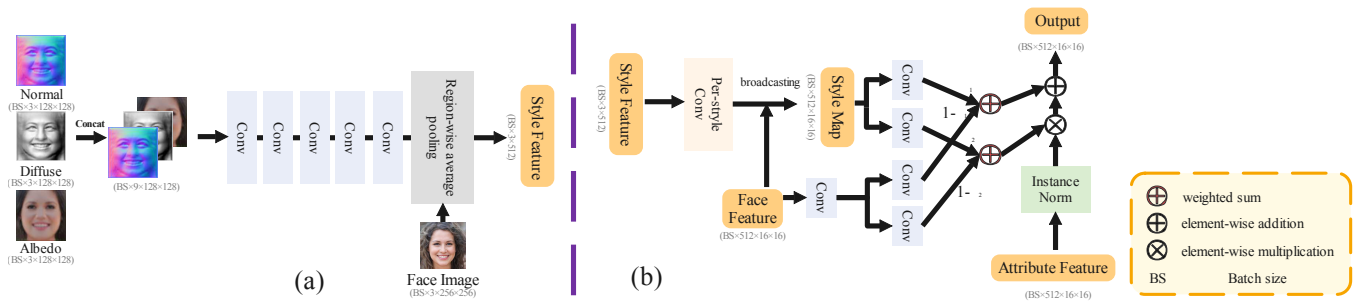 Normal
(BS×3×128×128)
Diffuse
(BS×3×128×128)
Albedo
(BS×3×128×128)
Concat
(BS×9×128×128)
Conv
Conv
Conv
Conv
Conv
Region-wise average
pooling
Face Image
(BS×3×256×256)
Style Feature
(BS×3×512)
(a)
Style Feature
(BS×3×512)
Per-style
Conv
broadcasting
Style Map
(BS×512×16×16)
Face
Feature
(BS×512×16×16)
Conv
Conv
Conv
Conv
Conv
1
1-
2
1-
2
Instance
Norm
Attribute Feature
(BS×512×16×16)
Output
(BS×512×16×16)
(b)
weighted sum
element-wise addition
element-wise multiplication
BS Batch size